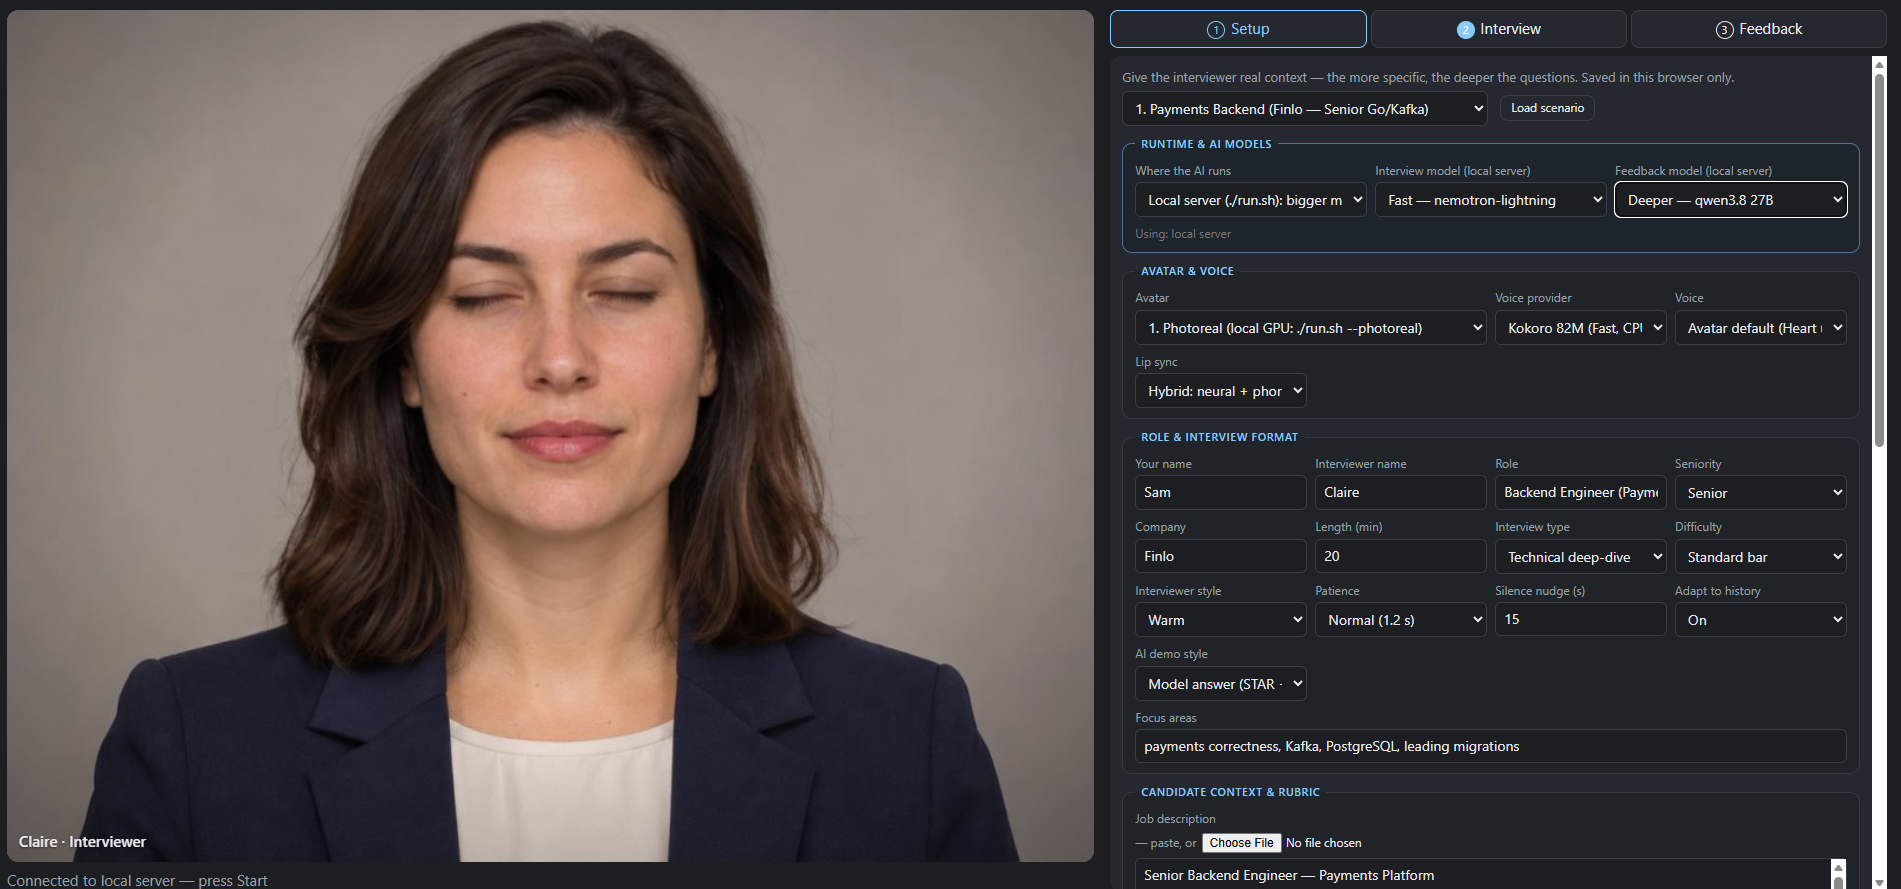 1 Setup
2 Interview
3 Feedback
Give the interviewer real context — the more specific, the deeper the questions. Saved in this browser only.
1. Payments Backend (Finlo — Senior Go/Kafka)
Load scenario
RUNTIME & AI MODELS
Where the AI runs
Interview model (local server)
Feedback model (local server)
Local server (./run.sh): bigger m
Fast — nemotron-lightning
Deeper — qwen3.8 27B
Using: local server
AVATAR & VOICE
Avatar
Voice provider
Voice
1. Photoreal (local GPU: ./run.sh --photoreal)
Kokoro 82M (Fast, CPU
Avatar default (Heart
Lip sync
Hybrid: neural + phor
ROLE & INTERVIEW FORMAT
Your name
Interviewer name
Role
Seniority
Sam
Claire
Backend Engineer (Payme
Senior
Company
Length (min)
Interview type
Difficulty
Finlo
20
Technical deep-dive
Standard bar
Interviewer style
Patience
Silence nudge (s)
Adapt to history
Warm
Normal (1.2 s)
15
On
AI demo style
Model answer (STAR ·
Focus areas
payments correctness, Kafka, PostgreSQL, leading migrations
CANDIDATE CONTEXT & RUBRIC
Job description
— paste, or Choose File No file chosen
Senior Backend Engineer — Payments Platform
Claire · Interviewer
Connected to local server — press Start